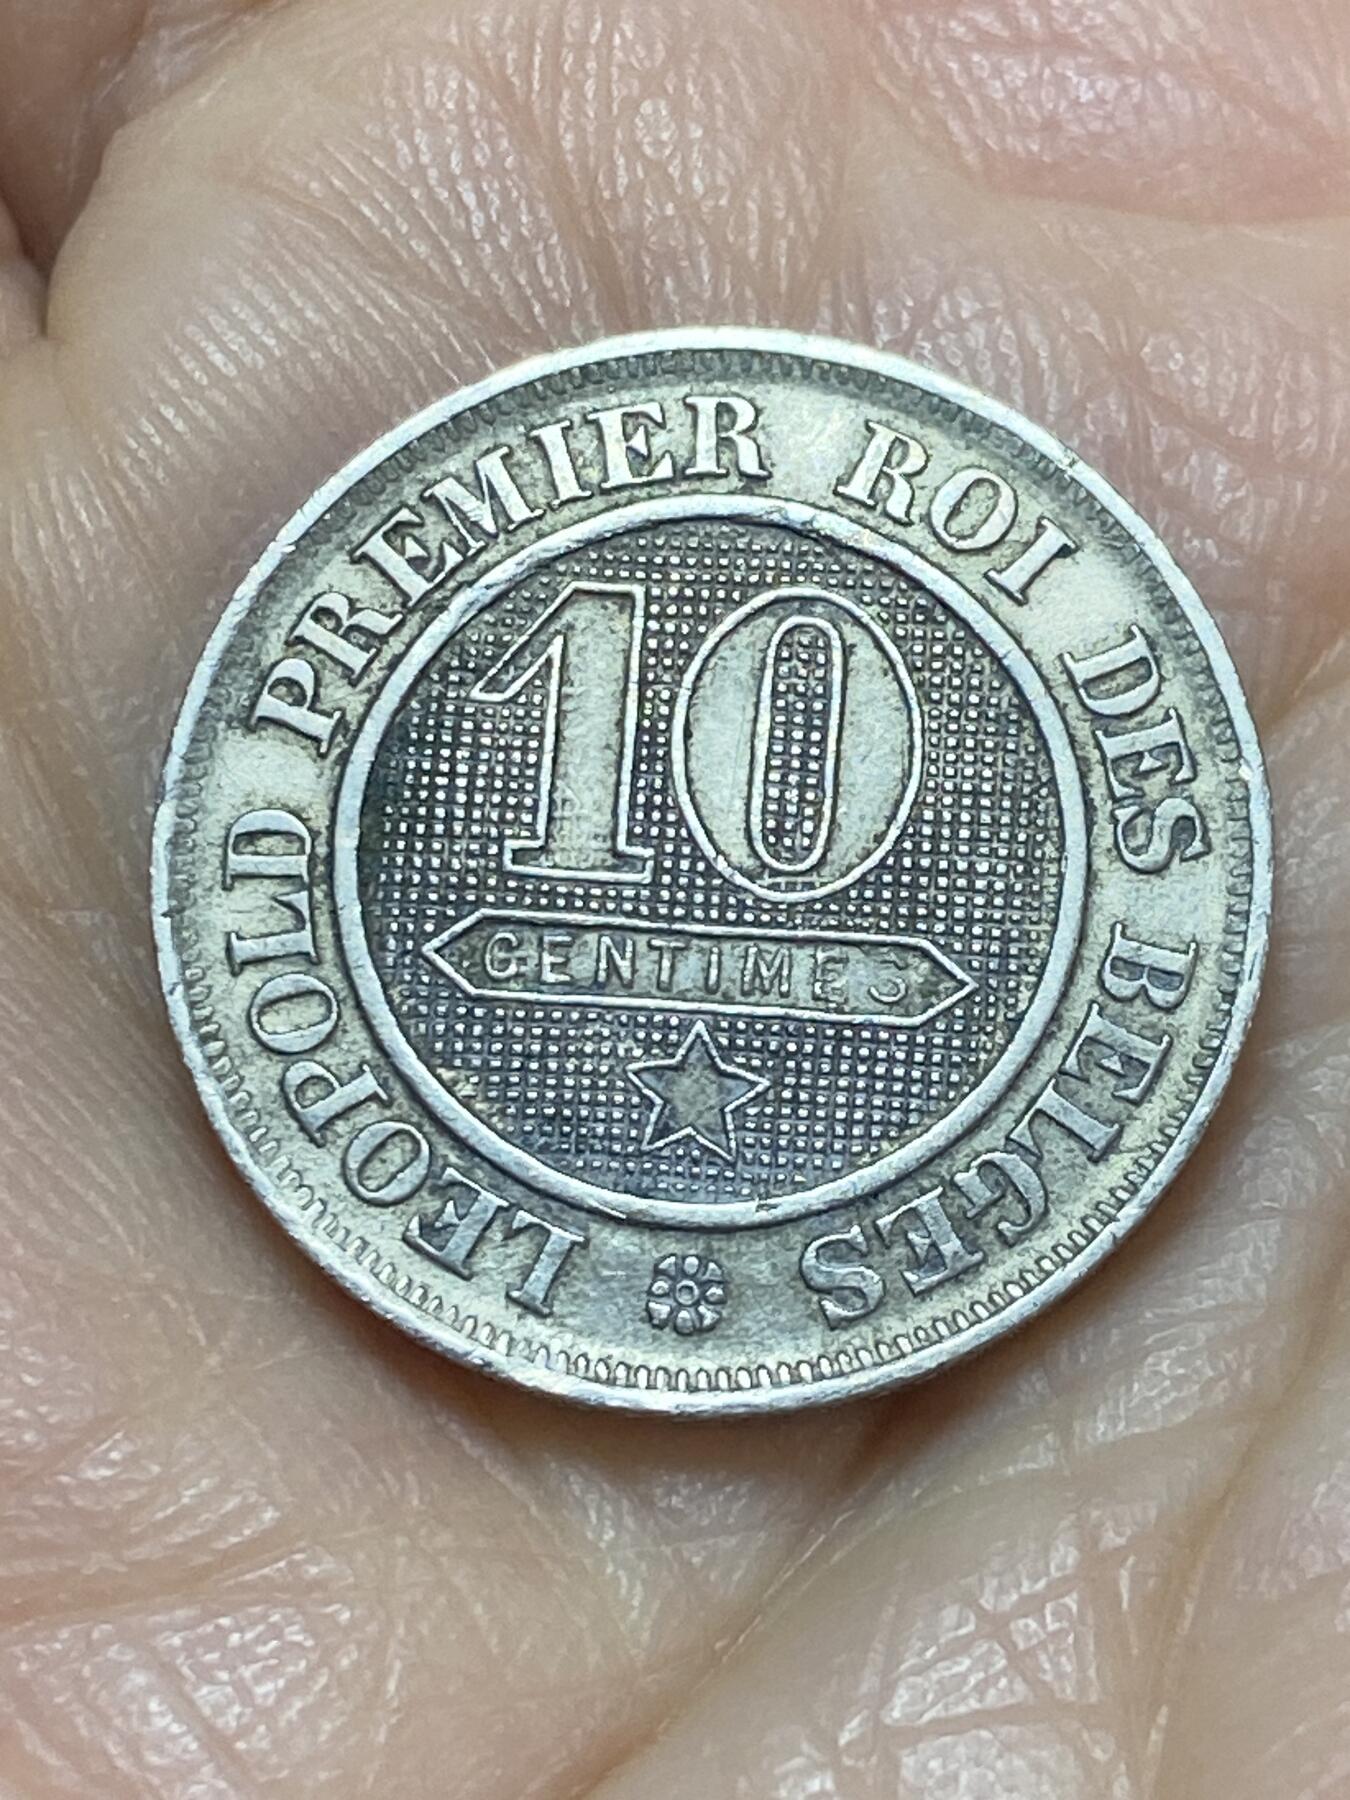 LEOPOLD PREMIER ROI DES BELGES
10
CENTIMES